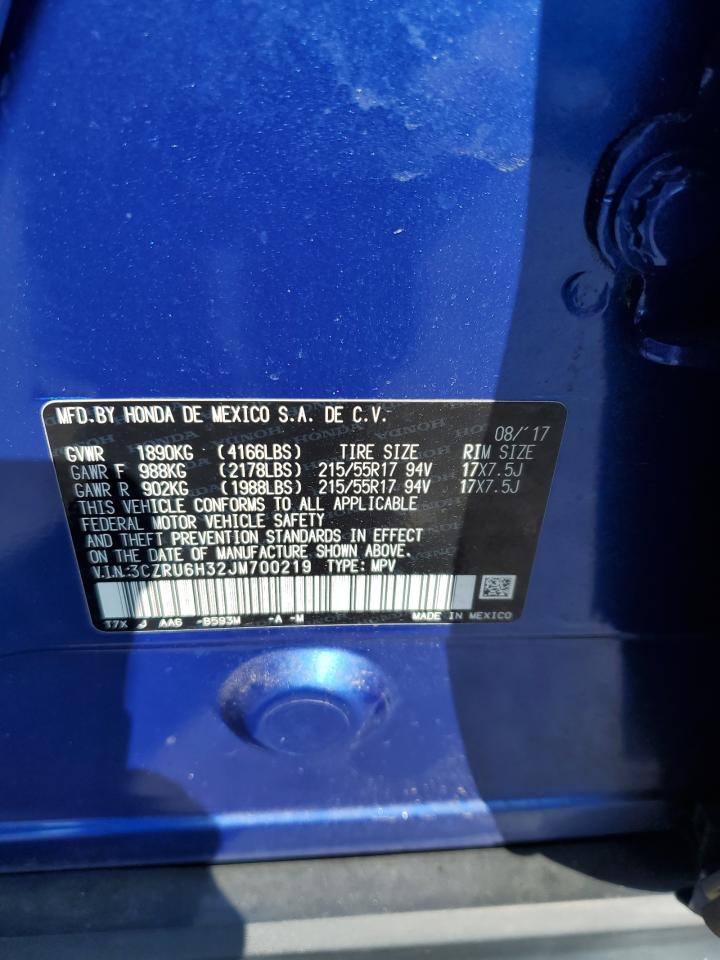 MFD.BY HONDA DE MEXICO S.A. DE C.V.
08/'17
GVWR 1890KG (4166LBS) TIRE SIZE RIM SIZE
GAWR F 988KG (2178LBS) 215/55R17 94V 17X7.5J
GAWR R 902KG (1988LBS) 215/55R17 94V 17X7.5J
THIS VEHICLE CONFORMS TO ALL APPLICABLE
FEDERAL MOTOR VEHICLE SAFETY
AND THEFT PREVENTION STANDARDS IN EFFECT
ON THE DATE OF MANUFACTURE SHOWN ABOVE.
V.I.N.:3CZRU6H32JM700219 TYPE: MPV
T7X AA6 -B593M -A -M MADE IN MEXICO